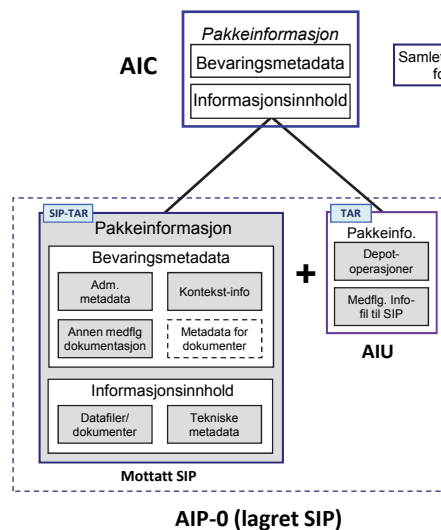 Pakkeinformasjon
AIC
Bevaringsmetadata
Informasjonsinnhold
SIP-TAR
Pakkeinformasjon
Bevaringsmetadata
Adm.
metadata
Kontekst-info
Annen medflg
dokumentasjon
Metadata for
dokumenter
Informasjonsinnhold
Datafiler/
dokumenter
Tekniske
metadata
Mottatt SIP
+
TAR
Pakkeinfo.
Depot-
operasjoner
Medflg. Info-
fil til SIP
AIU
AIP-0 (lagret SIP)